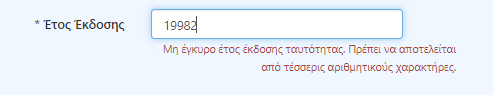 * Έτος Έκδοσης 19982
Μη έγκυρο έτος έκδοσης ταυτότητας. Πρέπει να αποτελείται
από τέσσερις αριθμητικούς χαρακτήρες.